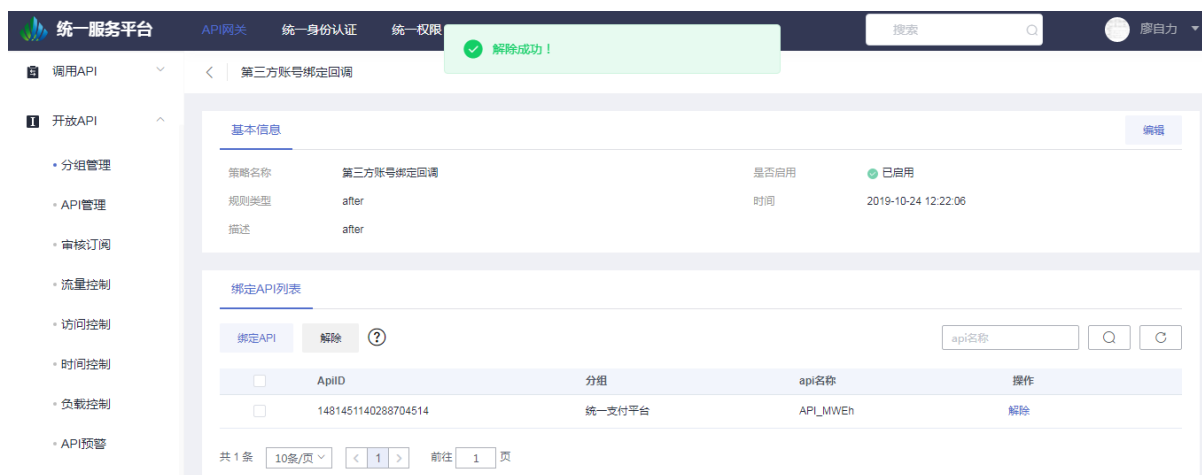 统一服务平台 API网关 统一身份认证 统一权限 搜索 廖自力
解除成功！
调用API
第三方账号绑定回调
开放API
分组管理
API管理
审核订阅
流量控制
访问控制
时间控制
负载控制
API预警
基本信息 编辑
策略名称 第三方账号绑定回调 是否启用 已启用
规则类型 after 时间 2019-10-24 12:22:06
描述 after
绑定API列表
绑定API 解除 ? api名称
ApiID 分组 api名称 操作
1481451140288704514 统一支付平台 API_MWEh 解除
共 1 条 10条/页 < 1 > 前往 1 页